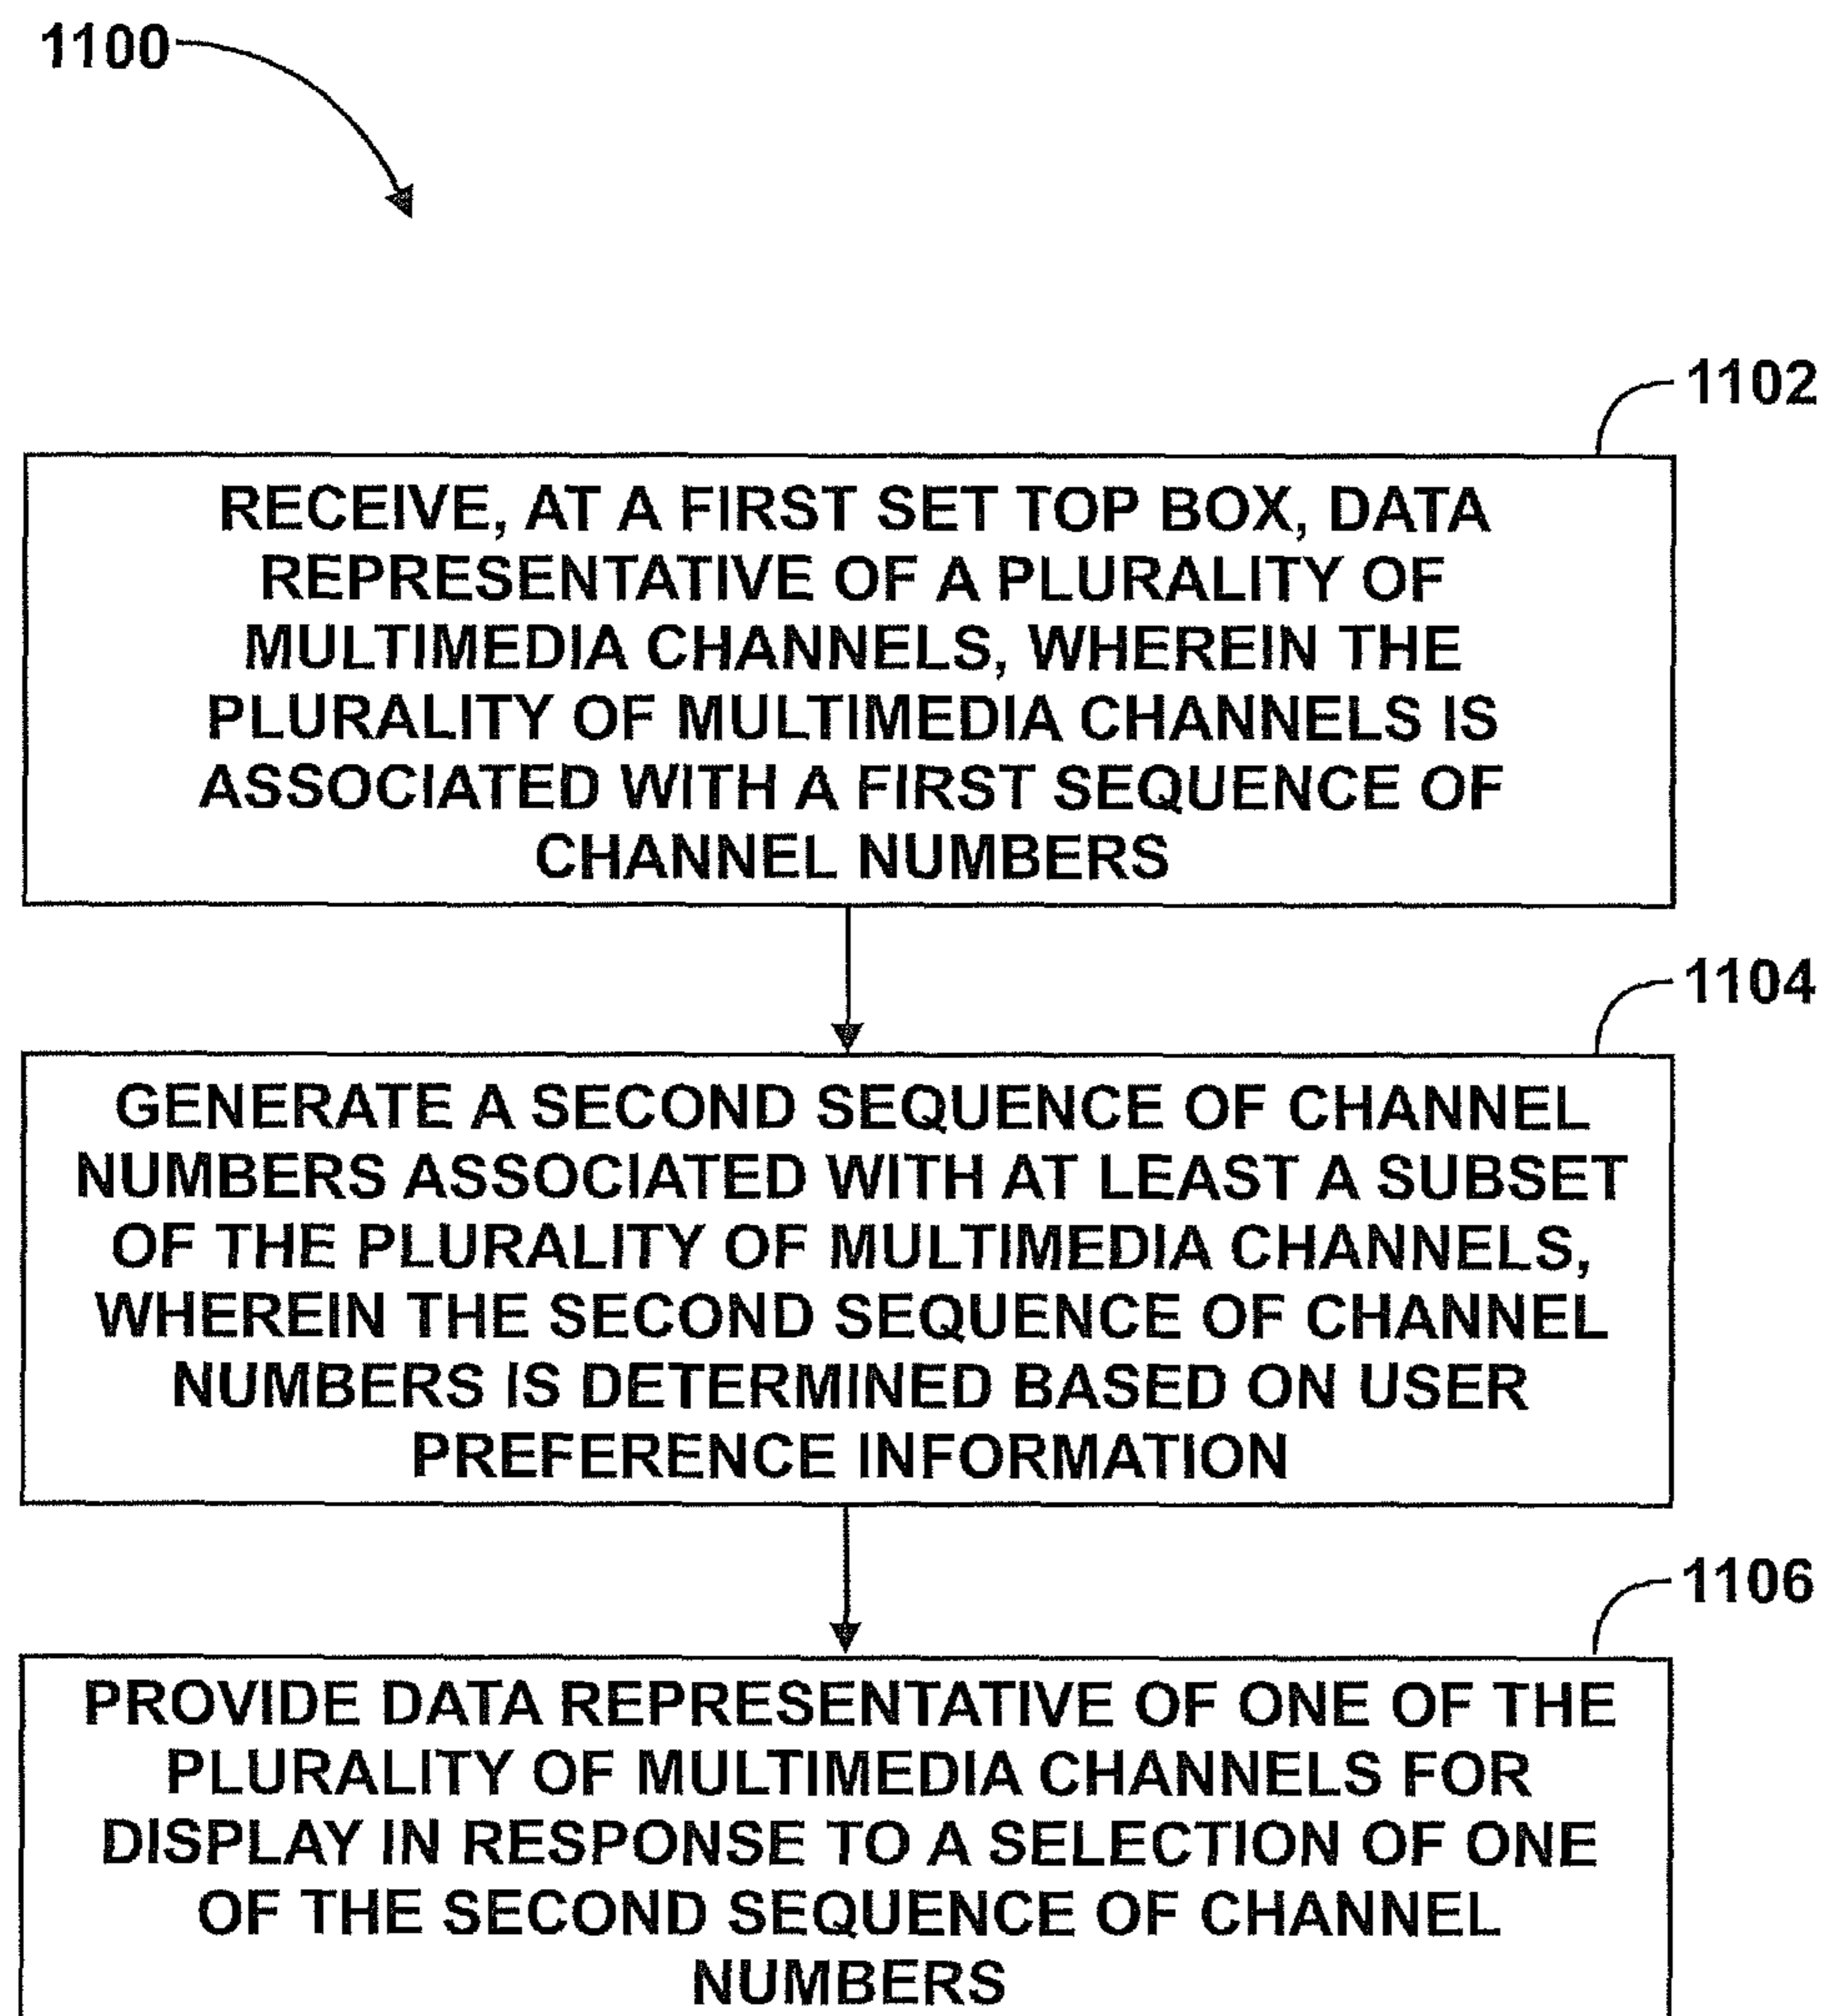 1100
1102
RECEIVE, AT A FIRST SET TOP BOX, DATA
REPRESENTATIVE OF A PLURALITY OF
MULTIMEDIA CHANNELS, WHEREIN THE
PLURALITY OF MULTIMEDIA CHANNELS IS
ASSOCIATED WITH A FIRST SEQUENCE OF
CHANNEL NUMBERS
1104
GENERATE A SECOND SEQUENCE OF CHANNEL
NUMBERS ASSOCIATED WITH AT LEAST A SUBSET
OF THE PLURALITY OF MULTIMEDIA CHANNELS,
WHEREIN THE SECOND SEQUENCE OF CHANNEL
NUMBERS IS DETERMINED BASED ON USER
PREFERENCE INFORMATION
1106
PROVIDE DATA REPRESENTATIVE OF ONE OF THE
PLURALITY OF MULTIMEDIA CHANNELS FOR
DISPLAY IN RESPONSE TO A SELECTION OF ONE
OF THE SECOND SEQUENCE OF CHANNEL
NUMBERS